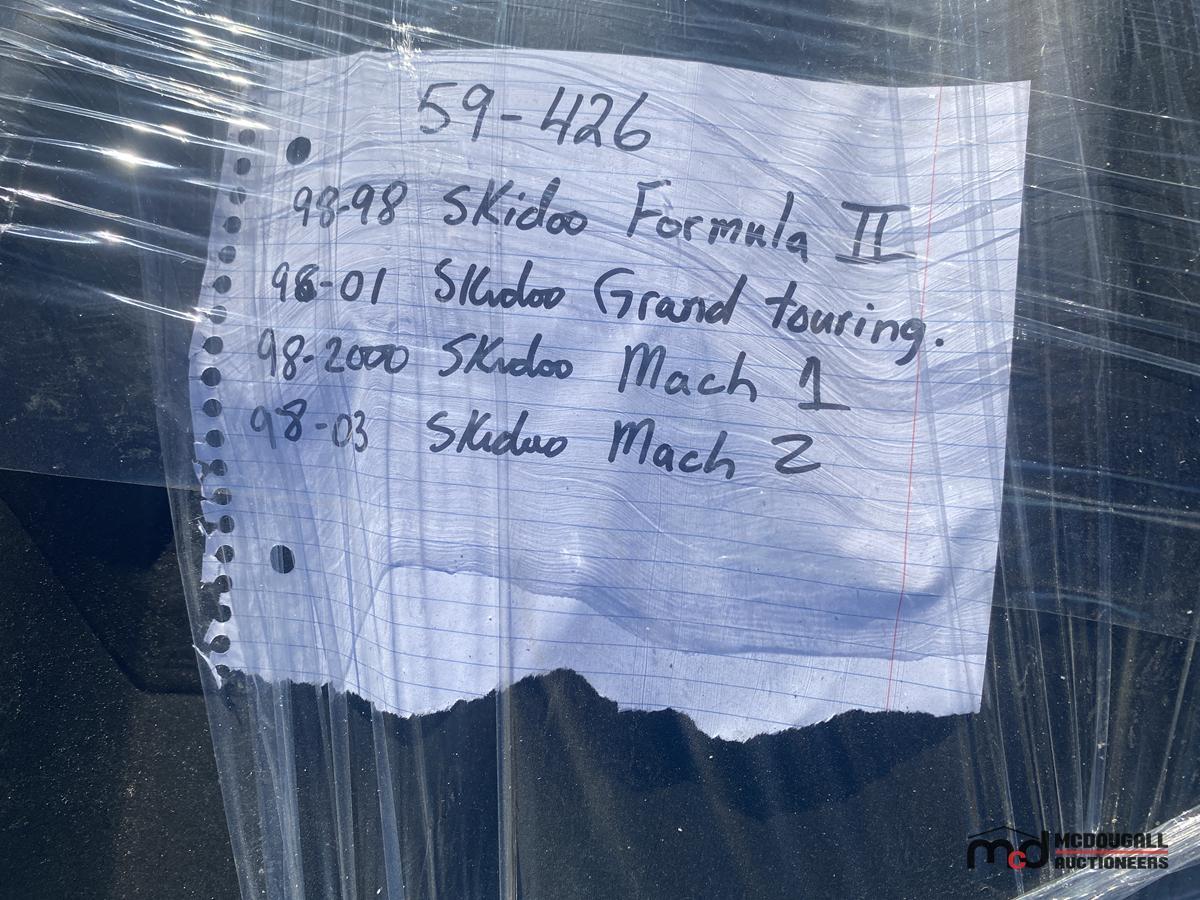 59-426
98-98 SKidoo Formula II
98-01 SKidoo Grand touring.
98-2000 SKidoo Mach 1
98-03 SKidoo Mach 2
mcd MCDOUGALL
AUCTIONEERS